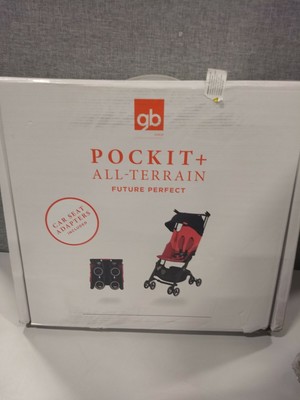 gb
POCKIT+
ALL-TERRAIN
FUTURE PERFECT
CAR SEAT
ADAPTERS
INCLUDED